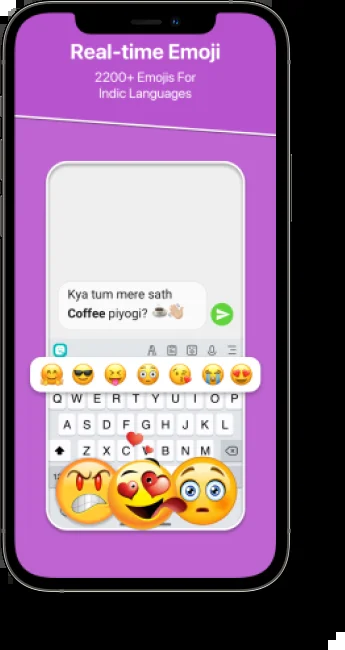 Real-time Emoji
2200+ Emojis For
Indic Languages
Kya tum mere sath
Coffee piyogi? ☕👋🏼
🤗 😎 😝 😳 😘 😭 😍
Q W E R T Y U I O P
A S D F G H J K L
Z X C V B N M